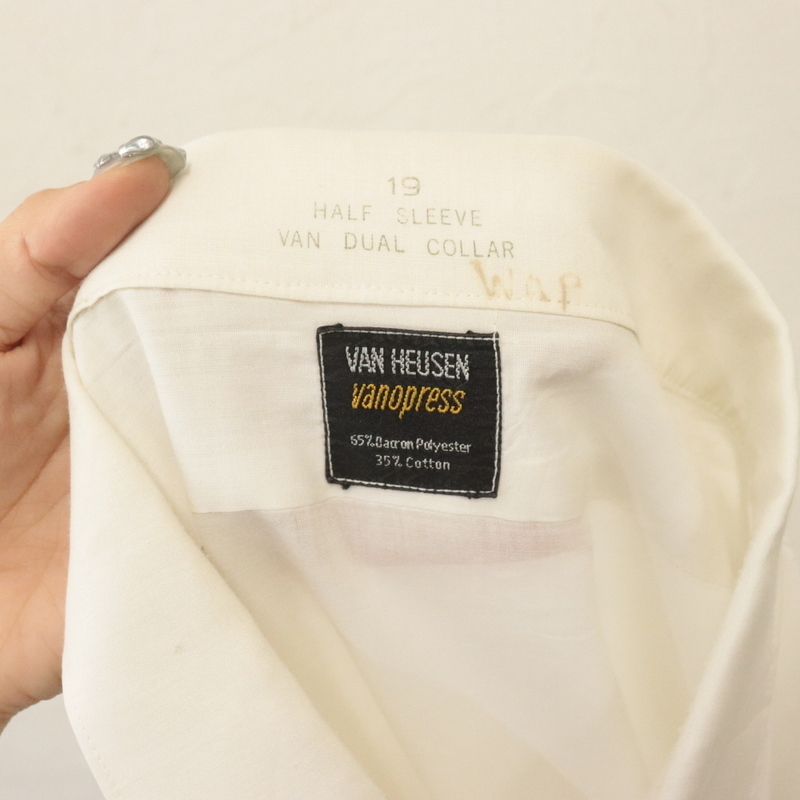 19
HALF SLEEVE
VAN DUAL COLLAR
VAN HEUSEN
vanopress
65% Dacron Polyester
35% Cotton